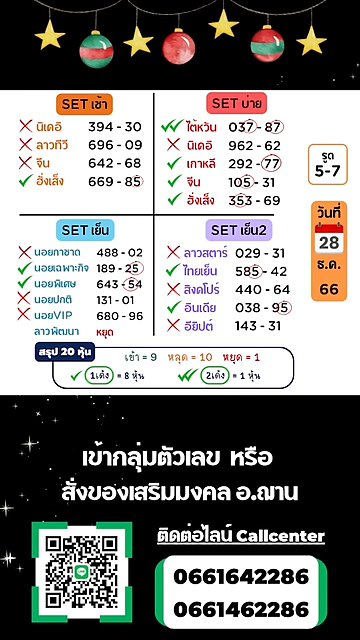 SET เช้า
นิเคอิ 394 - 30
ลาวทีวี 696 - 09
จีน 642 - 68
ฮั่งเส็ง 669 - 85
SET บ่าย
ไต้หวัน 037 - 87
นิเคอิ 962 - 62
เกาหลี 292 - 77
จีน 105 - 31
ฮั่งเส็ง 353 - 69
รูด
5-7
วันที่
28
ธ.ค.
66
SET เย็น
นอยกาชาด 488 - 02
นอยเฉพาะกิจ 189 - 25
นอยพิเศษ 643 - 54
นอยปกติ 131 - 01
นอยVIP 680 - 96
ลาวพัฒนา หยุด
SET เย็น2
ลาวสตาร์ 029 - 31
ไทยเย็น 585 - 42
สิงคโปร์ 440 - 64
อินเดีย 038 - 95
อียิปต์ 143 - 31
สรุป 20 หุ้น
เข้า = 9 หลุด = 10 หยุด = 1
1เด้ง = 8 หุ้น 2เด้ง = 1 หุ้น
เข้ากลุ่มตัวเลข หรือ
สั่งของเสริมมงคล อ.ฌาน
ติดต่อไลน์ Callcenter
0661642286
0661462286